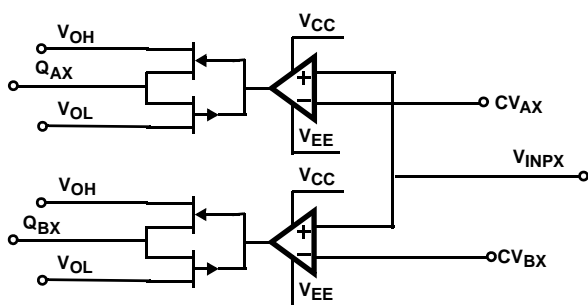 VOH
VCC
QAX
+
−
VOL
CVAX
VEE
VINPX
VCC
VOH
QBX
+
−
VOL
CVBX
VEE